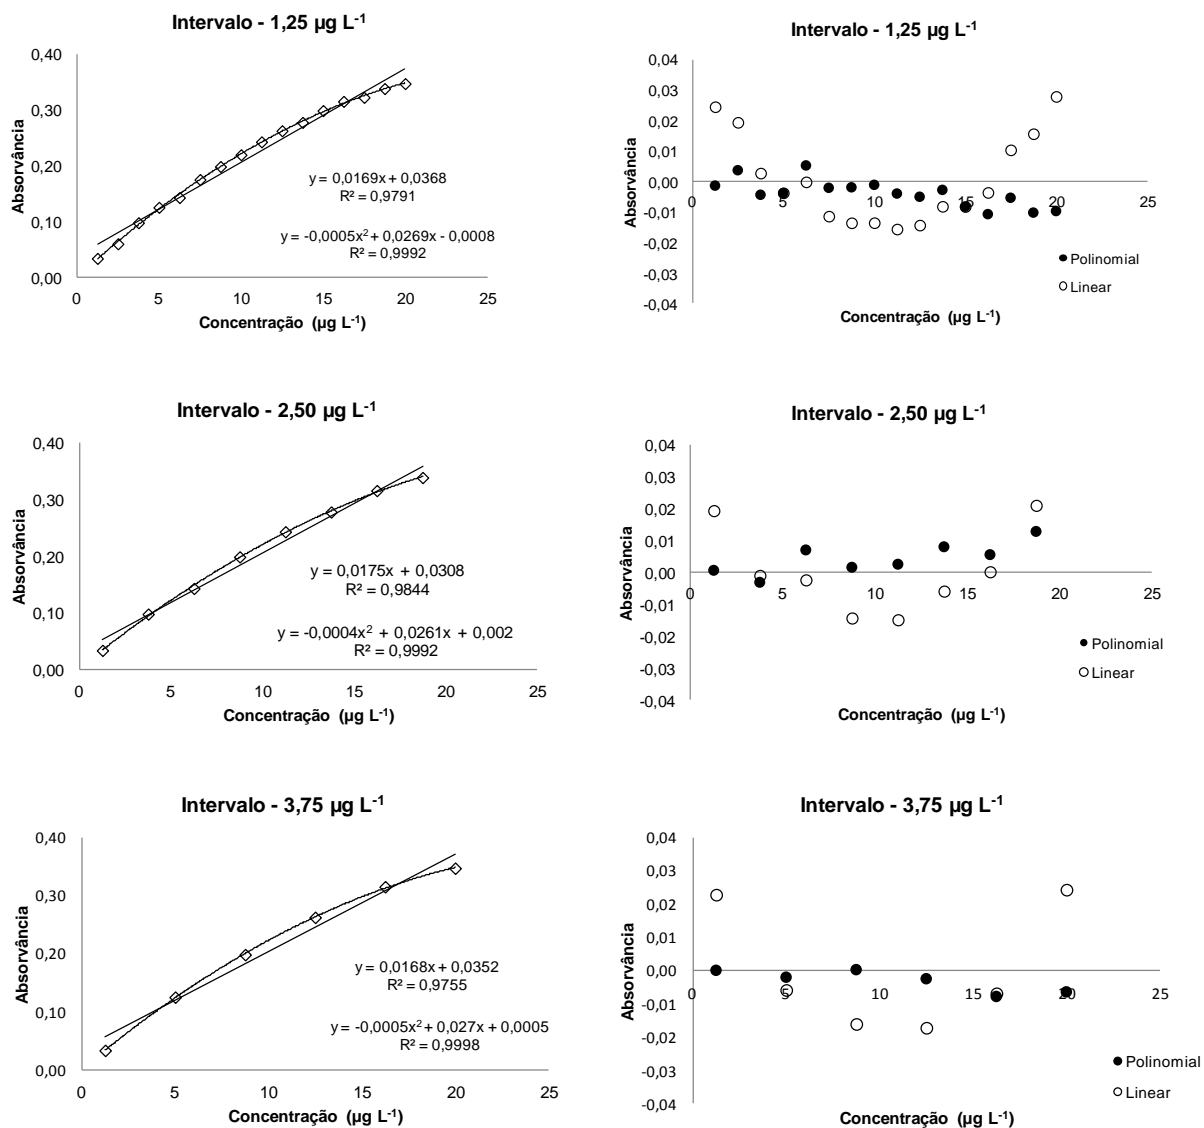 Intervalo - 1,25 µg L⁻¹
0,40
0,30
0,20
0,10
0,00
Absorvância
y = 0,0169x + 0,0368
R² = 0,9791
y = -0,0005x² + 0,0269x - 0,0008
R² = 0,9992
0 5 10 15 20 25
Concentração (µg L⁻¹)
Intervalo - 1,25 µg L⁻¹
0,04
0,03
0,02
0,01
0,00
-0,01
-0,02
-0,03
-0,04
Absorvância
0 5 10 15 20 25
Polinomial
Linear
Concentração (µg L⁻¹)
Intervalo - 2,50 µg L⁻¹
0,40
0,30
0,20
0,10
0,00
Absorvância
y = 0,0175x + 0,0308
R² = 0,9844
y = -0,0004x² + 0,0261x + 0,002
R² = 0,9992
0 5 10 15 20 25
Concentração (µg L⁻¹)
Intervalo - 2,50 µg L⁻¹
0,04
0,03
0,02
0,01
0,00
-0,01
-0,02
-0,03
-0,04
Absorvância
0 5 10 15 20 25
Polinomial
Linear
Concentração (µg L⁻¹)
Intervalo - 3,75 µg L⁻¹
0,40
0,30
0,20
0,10
0,00
Absorvância
y = 0,0168x + 0,0352
R² = 0,9755
y = -0,0005x² + 0,027x + 0,0005
R² = 0,9998
0 5 10 15 20 25
Concentração (µg L⁻¹)
Intervalo - 3,75 µg L⁻¹
0,04
0,03
0,02
0,01
0,00
-0,01
-0,02
-0,03
-0,04
Absorvância
0 5 10 15 20 25
Polinomial
Linear
Concentração (µg L⁻¹)